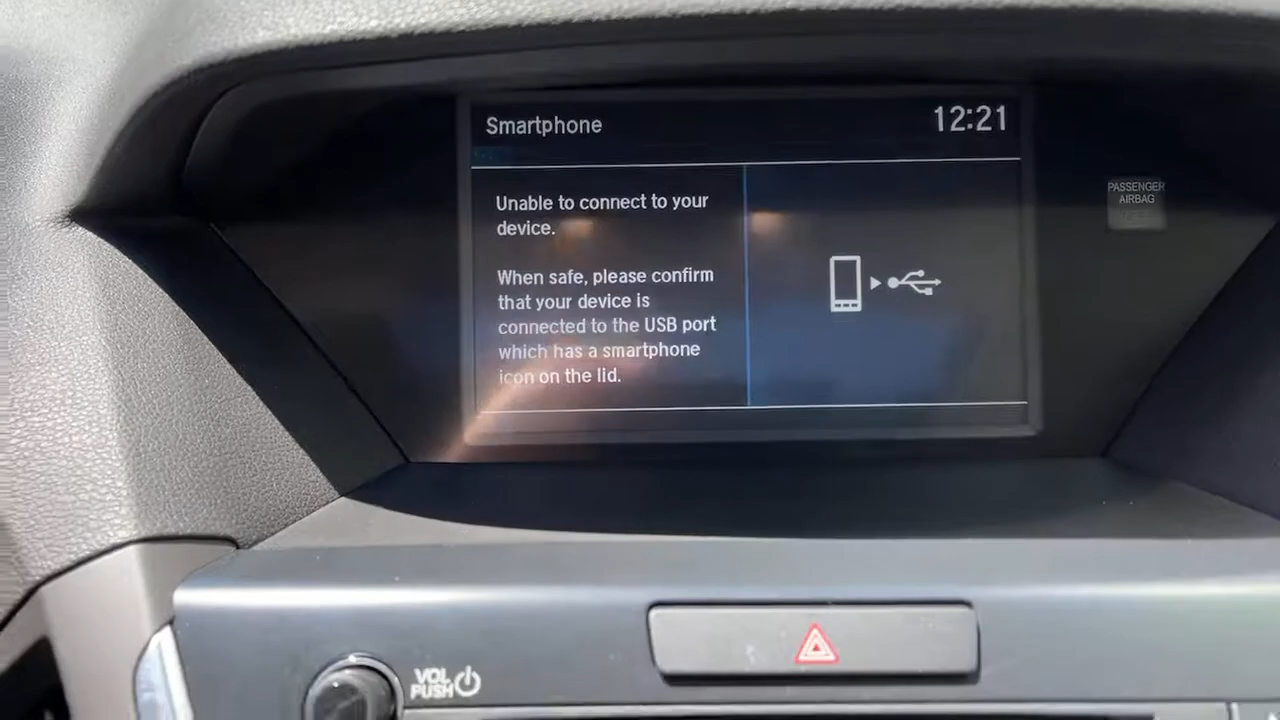 Smartphone
12:21
Unable to connect to your
device.
When safe, please confirm
that your device is
connected to the USB port
which has a smartphone
icon on the lid.
PASSENGER
AIRBAG
VOL
PUSH